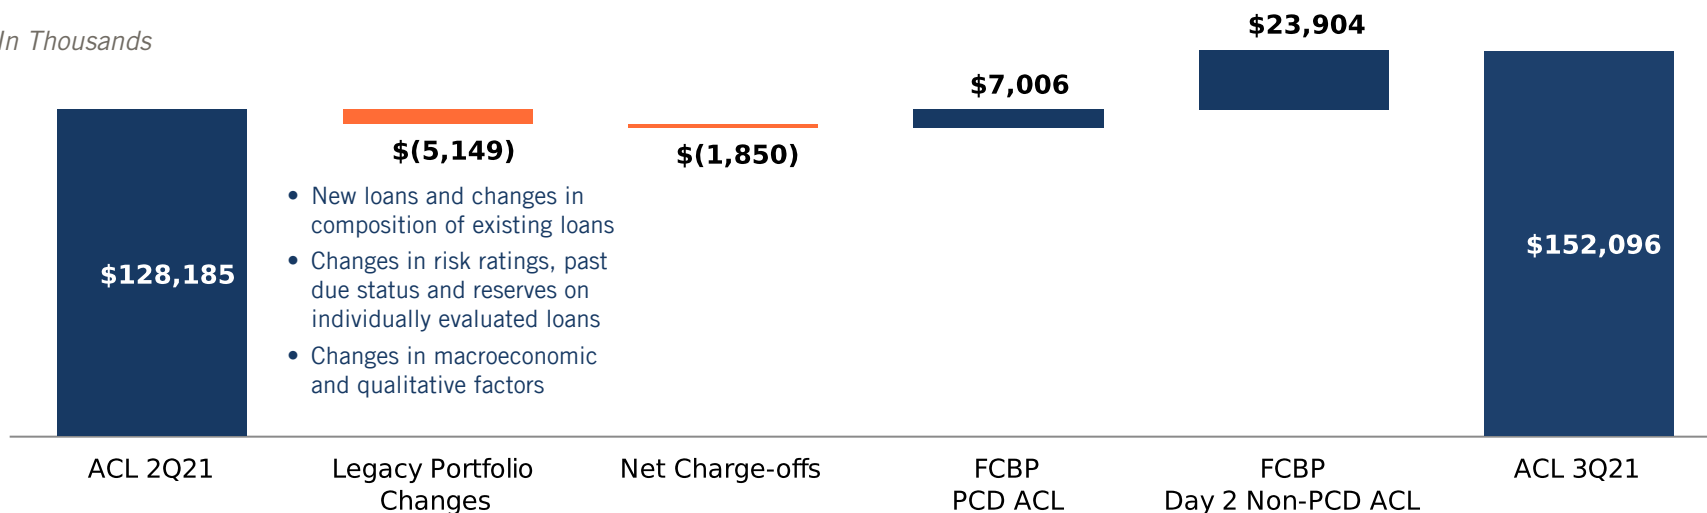 In Thousands
$23,904
$7,006
$(5,149)
$(1,850)
• New loans and changes in
composition of existing loans
• Changes in risk ratings, past
due status and reserves on
individually evaluated loans
• Changes in macroeconomic
and qualitative factors
$128,185
$152,096
ACL 2Q21
Legacy Portfolio
Changes
Net Charge-offs
FCBP
PCD ACL
FCBP
Day 2 Non-PCD ACL
ACL 3Q21